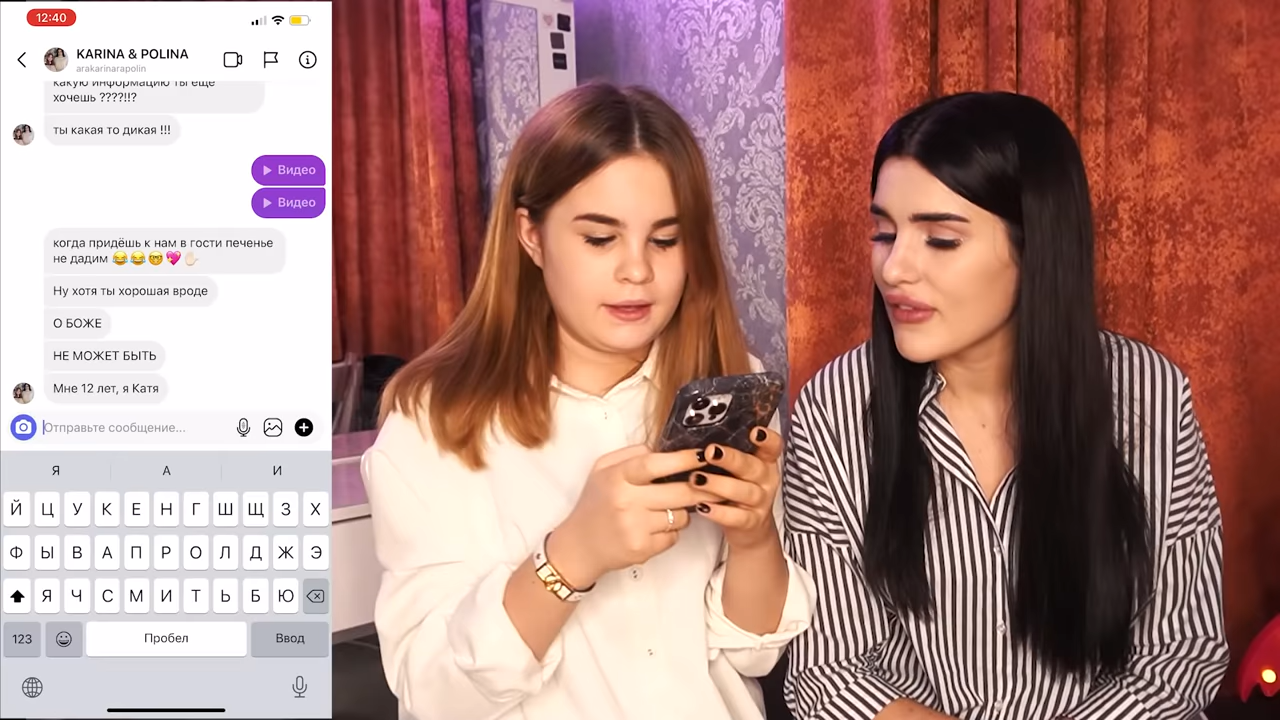 12:40
KARINA & POLINA
arakarinarapolin
какую информацию ты еще
хочешь ????!!?
ты какая то дикая !!!
Видео
Видео
когда придёшь к нам в гости печенье
не дадим 😂😂🤓💖✋🏻
Ну хотя ты хорошая вроде
О БОЖЕ
НЕ МОЖЕТ БЫТЬ
Мне 12 лет, я Катя
Отправьте сообщение...
Я А И
Й Ц У К Е Н Г Ш Щ З Х
Ф Ы В А П Р О Л Д Ж Э
Я Ч С М И Т Ь Б Ю
123 Пробел Ввод